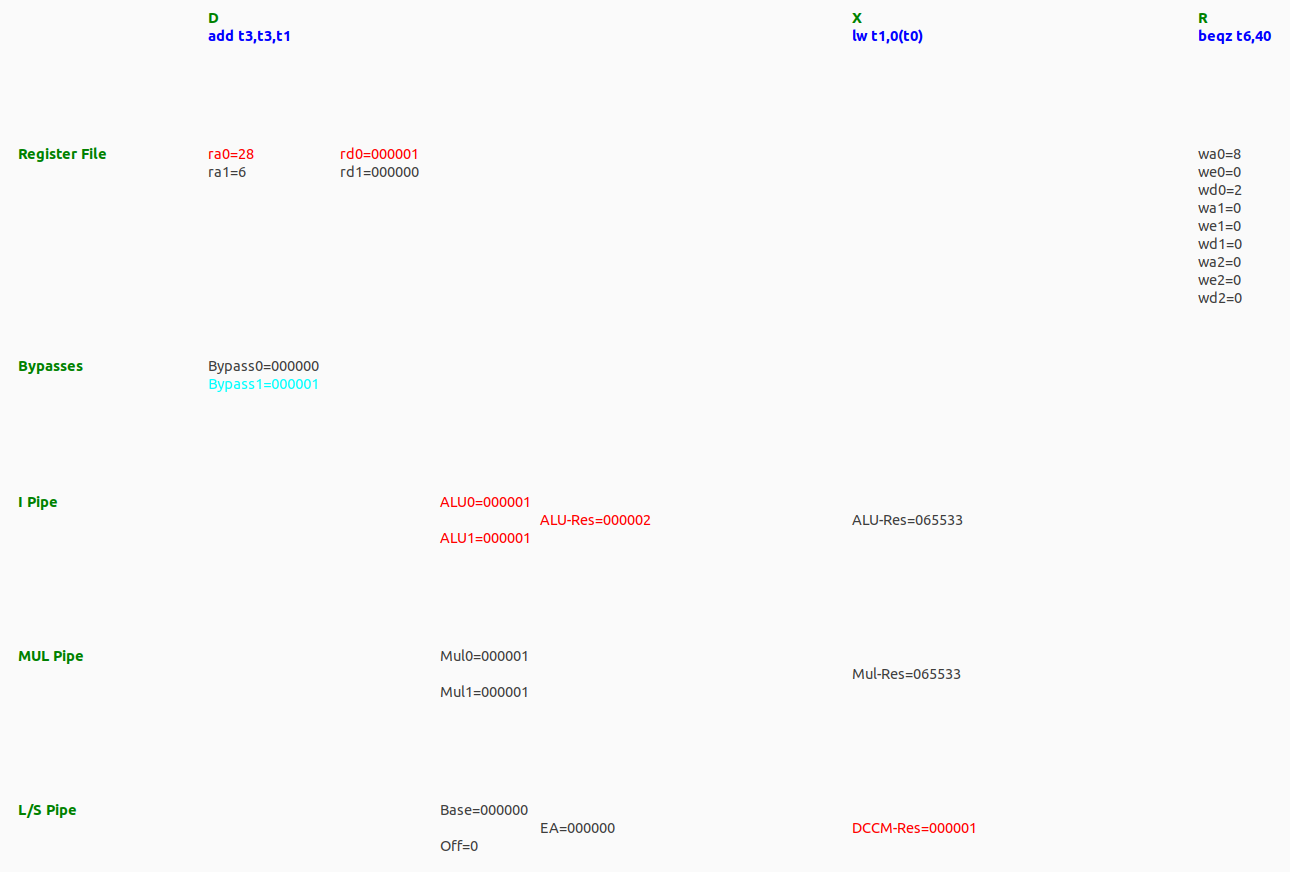 D X R
add t3,t3,t1 lw t1,0(t0) beqz t6,40
Register File ra0=28 rd0=000001 wa0=8
ra1=6 rd1=000000 we0=0
wd0=2
wa1=0
we1=0
wd1=0
wa2=0
we2=0
wd2=0
Bypasses Bypass0=000000
Bypass1=000001
I Pipe ALU0=000001
ALU-Res=000002 ALU-Res=065533
ALU1=000001
MUL Pipe Mul0=000001
Mul-Res=065533
Mul1=000001
L/S Pipe Base=000000
EA=000000 DCCM-Res=000001
Off=0